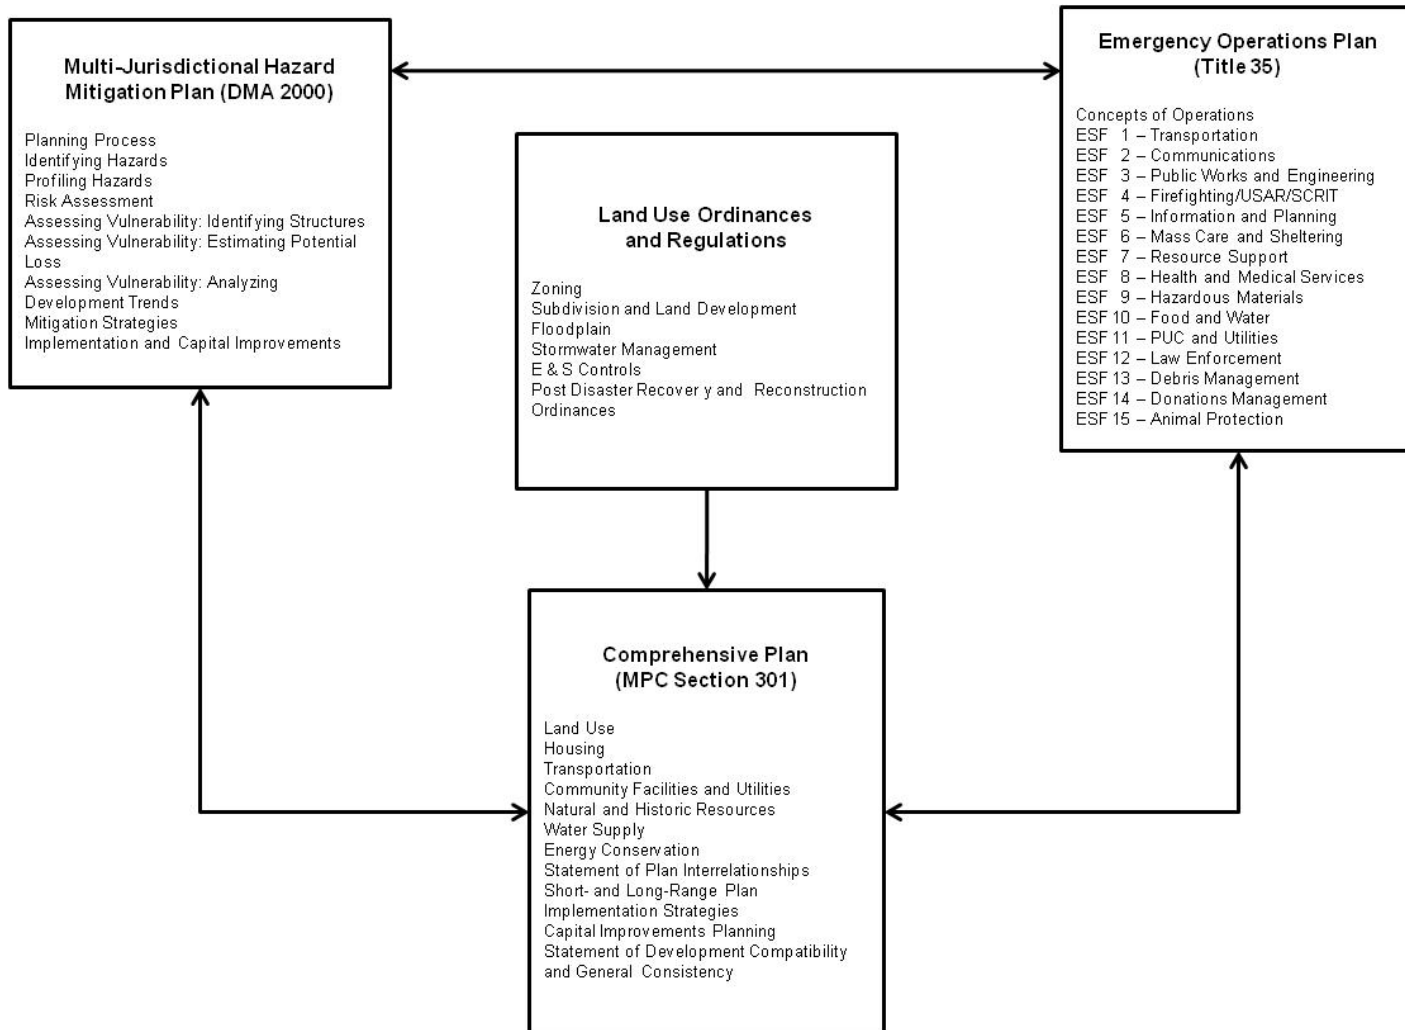 Multi-Jurisdictional Hazard
Mitigation Plan (DMA 2000)
Planning Process
Identifying Hazards
Profiling Hazards
Risk Assessment
Assessing Vulnerability: Identifying Structures
Assessing Vulnerability: Estimating Potential
Loss
Assessing Vulnerability: Analyzing
Development Trends
Mitigation Strategies
Implementation and Capital Improvements
Land Use Ordinances
and Regulations
Zoning
Subdivision and Land Development
Floodplain
Stormwater Management
E & S Controls
Post Disaster Recover y and Reconstruction
Ordinances
Emergency Operations Plan
(Title 35)
Concepts of Operations
ESF 1 – Transportation
ESF 2 – Communications
ESF 3 – Public Works and Engineering
ESF 4 – Firefighting/USAR/SCRIT
ESF 5 – Information and Planning
ESF 6 – Mass Care and Sheltering
ESF 7 – Resource Support
ESF 8 – Health and Medical Services
ESF 9 – Hazardous Materials
ESF 10 – Food and Water
ESF 11 – PUC and Utilities
ESF 12 – Law Enforcement
ESF 13 – Debris Management
ESF 14 – Donations Management
ESF 15 – Animal Protection
Comprehensive Plan
(MPC Section 301)
Land Use
Housing
Transportation
Community Facilities and Utilities
Natural and Historic Resources
Water Supply
Energy Conservation
Statement of Plan Interrelationships
Short- and Long-Range Plan
Implementation Strategies
Capital Improvements Planning
Statement of Development Compatibility
and General Consistency